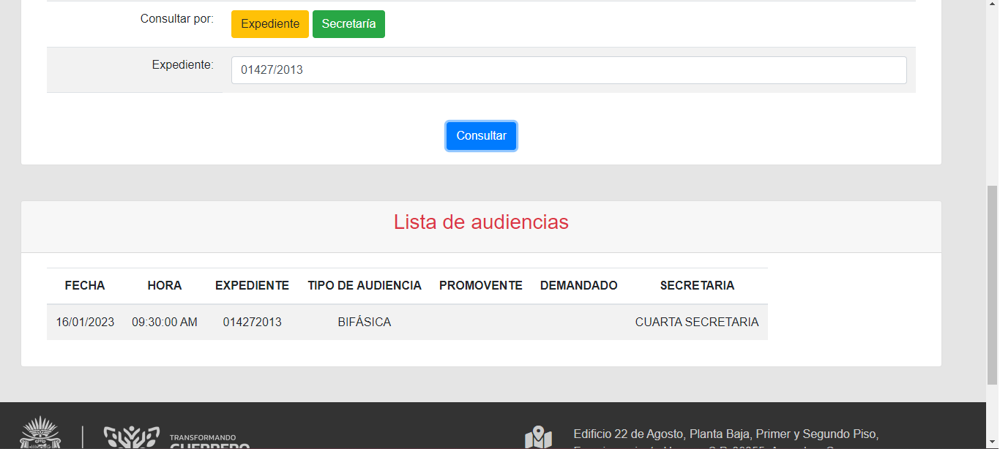 Consultar por: Expediente Secretaría
Expediente: 01427/2013
Consultar
Lista de audiencias
FECHA HORA EXPEDIENTE TIPO DE AUDIENCIA PROMOVENTE DEMANDADO SECRETARIA
16/01/2023 09:30:00 AM 014272013 BIFÁSICA CUARTA SECRETARIA
TRANSFORMANDO
GUERRERO
Edificio 22 de Agosto, Planta Baja, Primer y Segundo Piso,